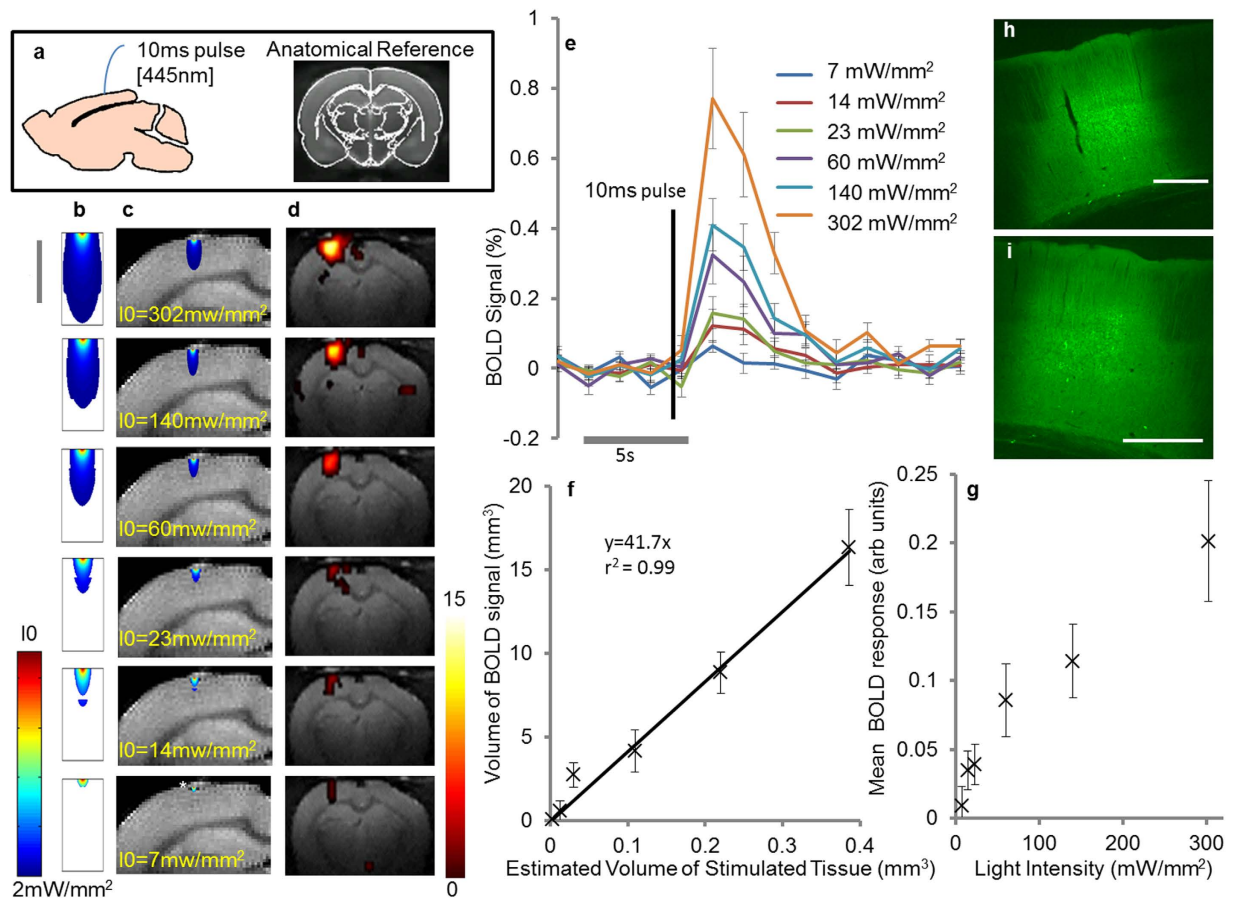 a
10ms pulse
[445nm]
Anatomical Reference
b
c
d
I0=302mw/mm²
I0=140mw/mm²
I0=60mw/mm²
I0=23mw/mm²
I0=14mw/mm²
*
I0=7mw/mm²
I0
2mW/mm²
15
0
e
1
0.8
0.6
0.4
0.2
0
-0.2
BOLD Signal (%)
10ms pulse
5s
7 mW/mm²
14 mW/mm²
23 mW/mm²
60 mW/mm²
140 mW/mm²
302 mW/mm²
h
i
f
20
15
10
5
0
Volume of BOLD signal (mm³)
y=41.7x
r² = 0.99
0 0.1 0.2 0.3 0.4
Estimated Volume of Stimulated Tissue (mm³)
g
0.25
0.2
0.15
0.1
0.05
0
Mean BOLD response (arb units)
0 100 200 300
Light Intensity (mW/mm²)